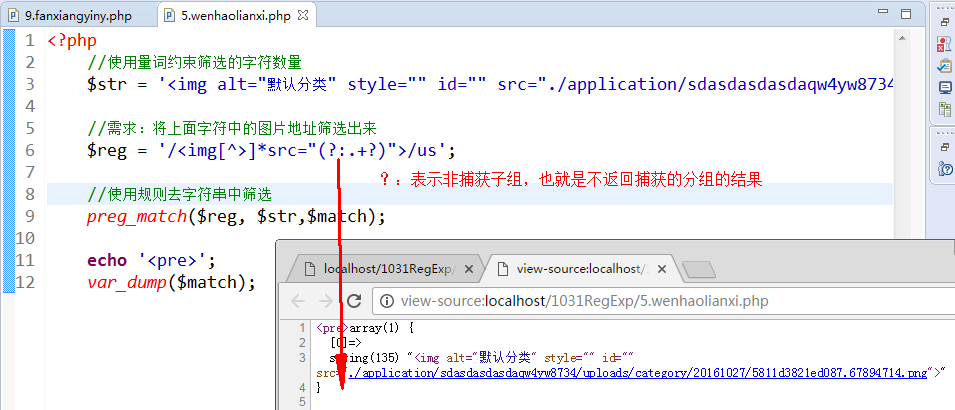 9.fanxiangyiny.php
5.wenhaolianxi.php
1 <?php
2 //使用量词约束筛选的字符数量
3 $str = '<img alt="默认分类" style="" id="" src="./application/sdasdasdasdaqw4yw8734
4
5 //需求：将上面字符中的图片地址筛选出来
6 $reg = '/<img[^>]*src="(?:.+?)">/us';
7
？：表示非捕获子组，也就是不返回捕获的分组的结果
8 //使用规则去字符串中筛选
9 preg_match($reg, $str,$match);
10
11 echo '<pre>';
12 var_dump($match);
localhost/1031RegExp/
view-source:localhost/
view-source:localhost/1031RegExp/5.wenhaolianxi.php
1 <pre>array(1) {
2 [0]=>
3 string(135) "<img alt="默认分类" style="" id=""
src="./application/sdasdasdasdaqw4yw8734/uploads/category/20161027/5811d3821ed087.67894714.png">"
4 }
5